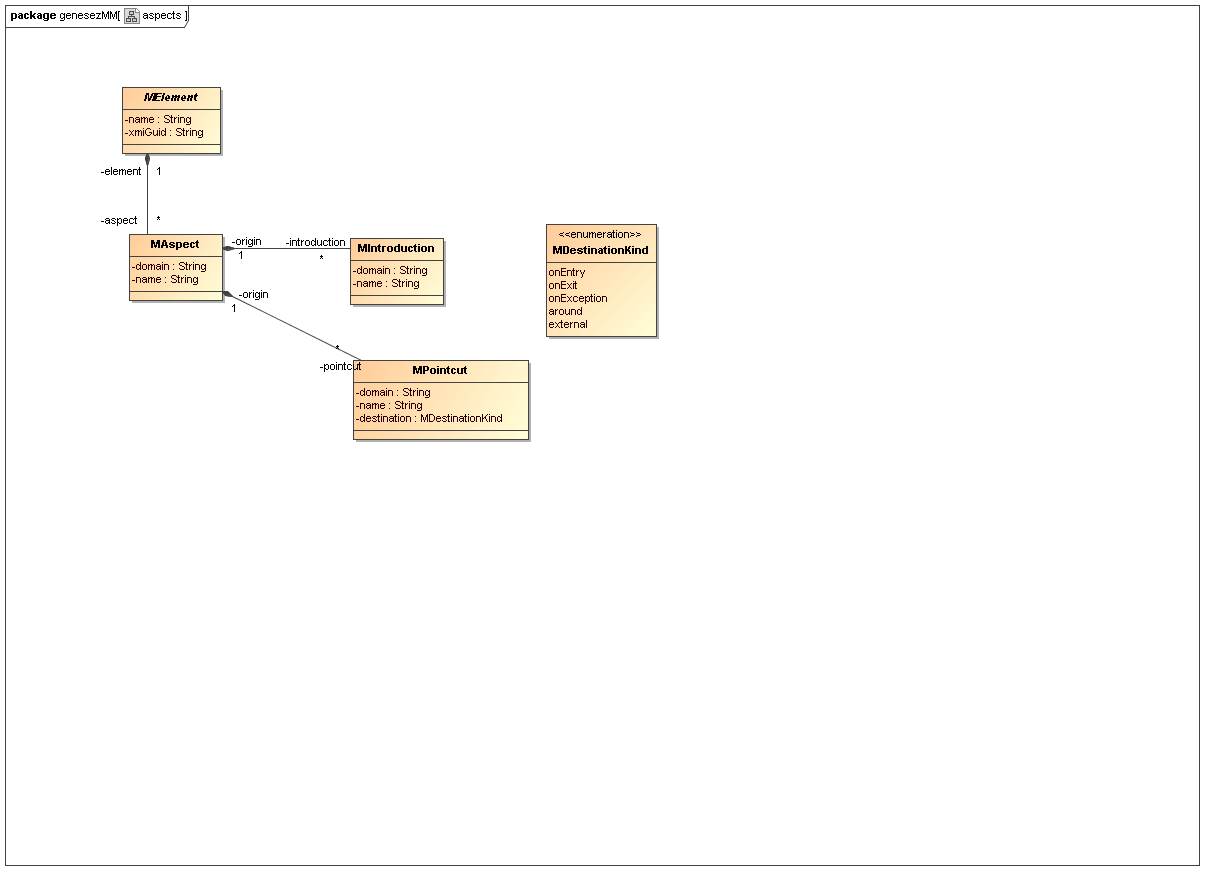 package genesezMM[ aspects ]
MElement
-name : String
-xmiGuid : String
-element 1
-aspect *
MAspect
-domain : String
-name : String
-origin
1
-introduction
*
MIntroduction
-domain : String
-name : String
-origin
1
*
-pointcut
MPointcut
-domain : String
-name : String
-destination : MDestinationKind
<<enumeration>>
MDestinationKind
onEntry
onExit
onException
around
external